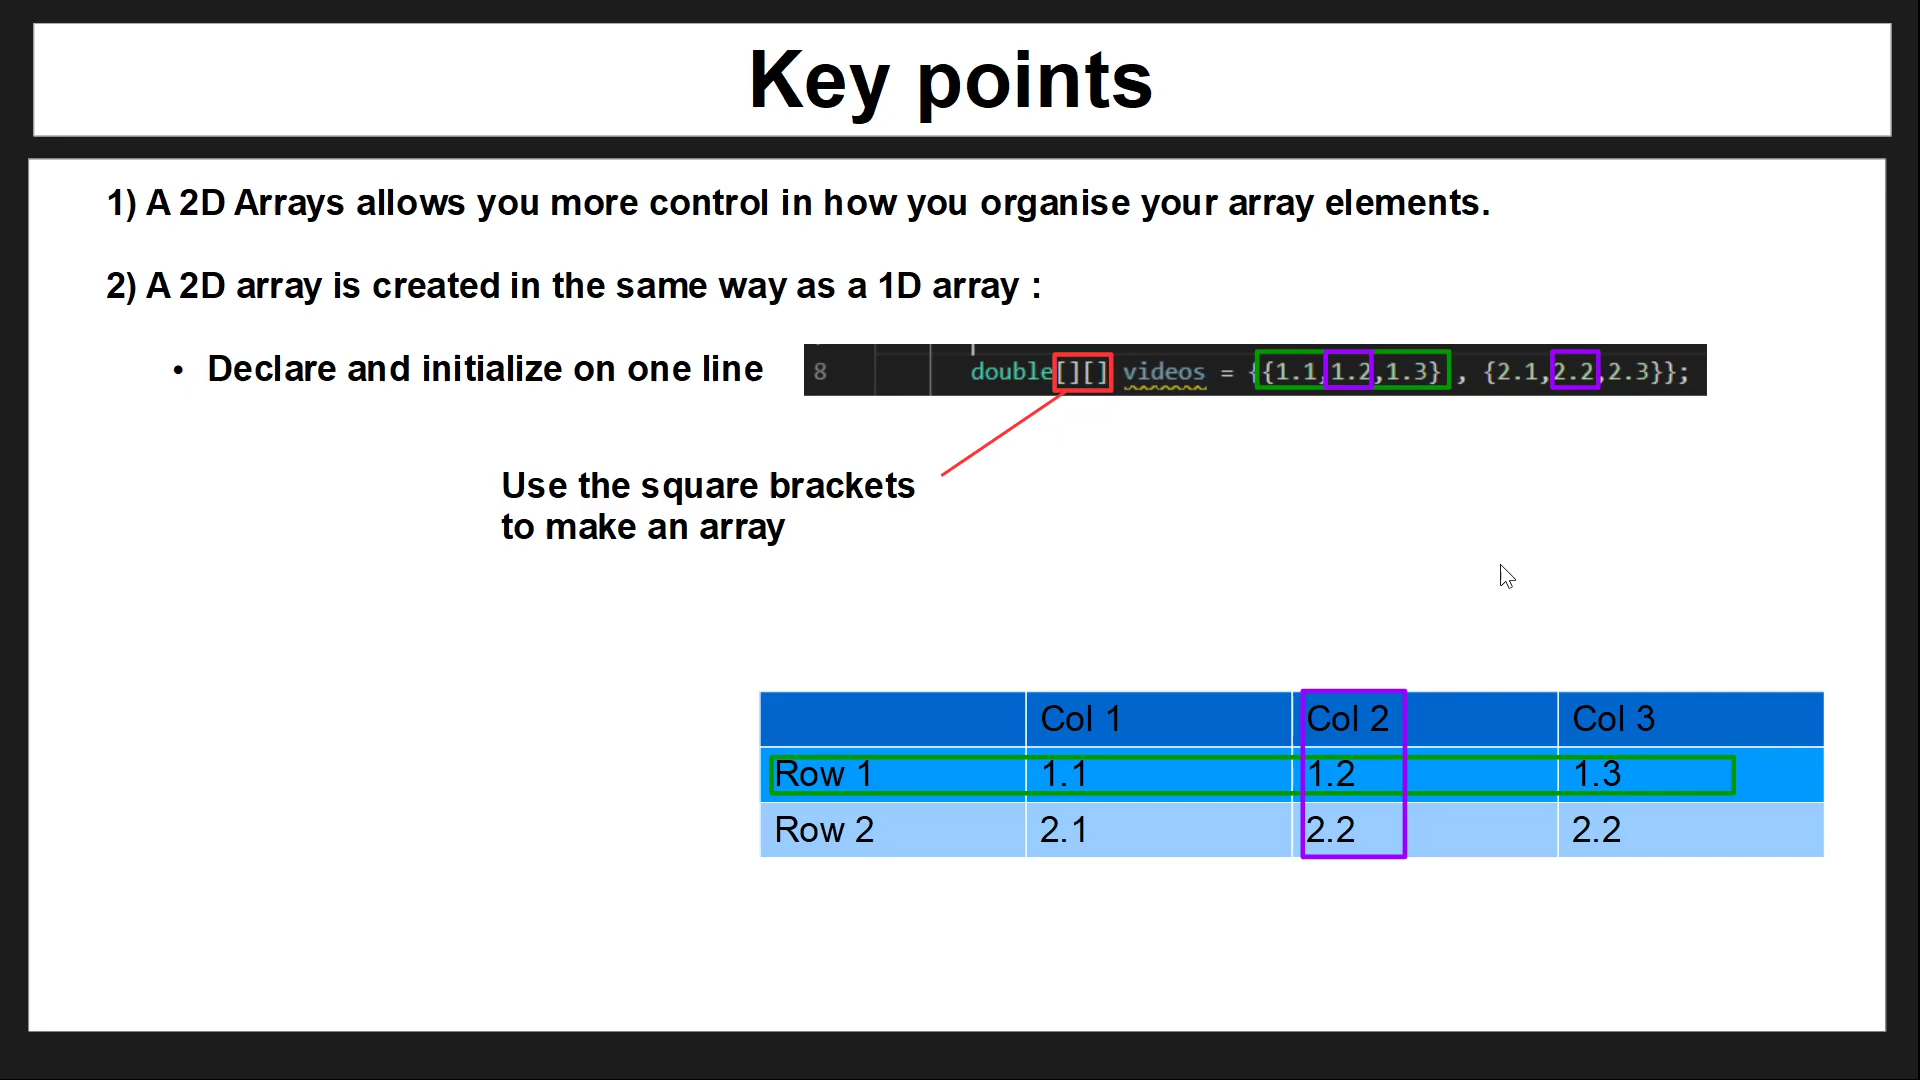 Key points
1) A 2D Arrays allows you more control in how you organise your array elements.
2) A 2D array is created in the same way as a 1D array :
• Declare and initialize on one line
8 double[][] videos = {{1.1,1.2,1.3} , {2.1,2.2,2.3}};
Use the square brackets
to make an array
Col 1 Col 2 Col 3
Row 1 1.1 1.2 1.3
Row 2 2.1 2.2 2.2